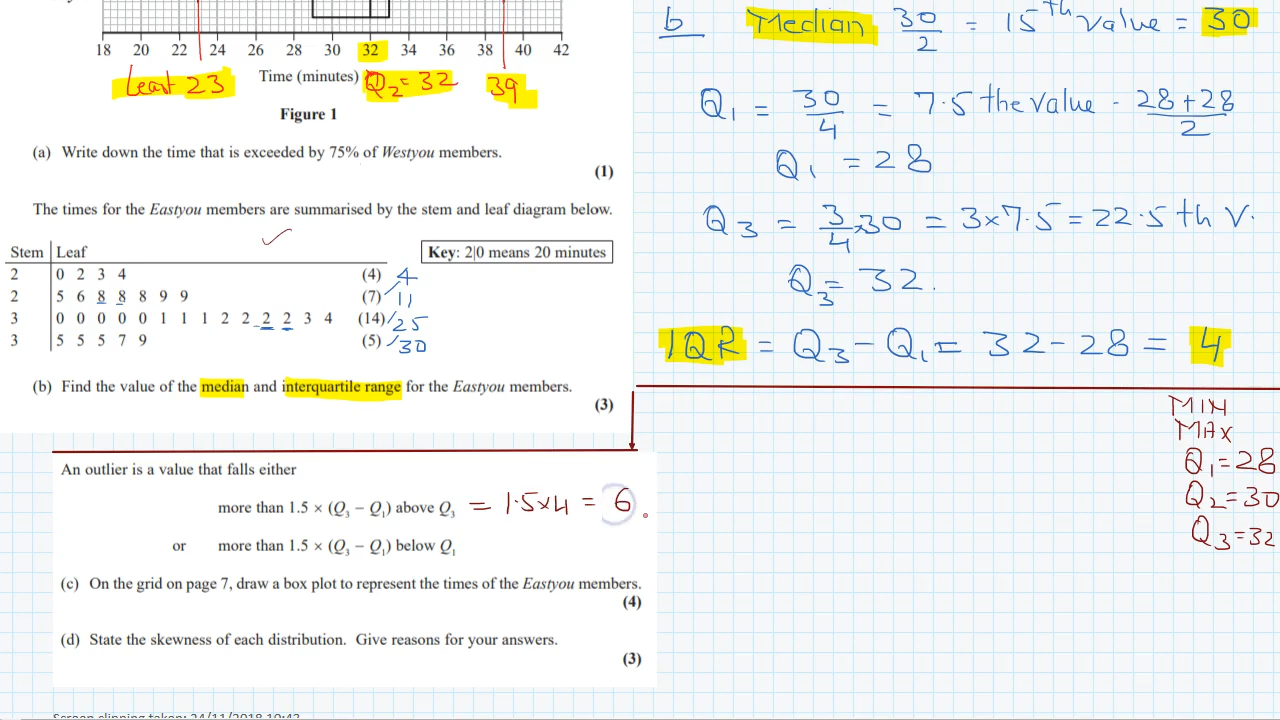 18 20 22 24 26 28 30 32 34 36 38 40 42
Least 23 Time (minutes) Q2=32 39
Figure 1
(a) Write down the time that is exceeded by 75% of Westyou members.
(1)
The times for the Eastyou members are summarised by the stem and leaf diagram below.
Stem Leaf Key: 2|0 means 20 minutes
2 0 2 3 4 (4) 4
2 5 6 8 8 8 9 9 (7) 11
3 0 0 0 0 0 1 1 1 2 2 2 2 3 4 (14) 25
3 5 5 5 7 9 (5) 30
(b) Find the value of the median and interquartile range for the Eastyou members.
(3)
An outlier is a value that falls either
more than 1.5 × (Q3 − Q1) above Q3 = 1.5×4 = 6.
or more than 1.5 × (Q3 − Q1) below Q1
(c) On the grid on page 7, draw a box plot to represent the times of the Eastyou members.
(4)
(d) State the skewness of each distribution. Give reasons for your answers.
(3)
b Median 30/2 = 15th value = 30
Q1 = 30/4 = 7.5 the value - 28+28/2
Q1 = 28
Q3 = 3/4 ×30 = 3×7.5 = 22.5 th V.
Q3 = 32.
IQR = Q3 − Q1 = 32 − 28 = 4
MIN
MAX
Q1=28
Q2=30
Q3=32
Screen clipping taken: 24/11/2018 10:42